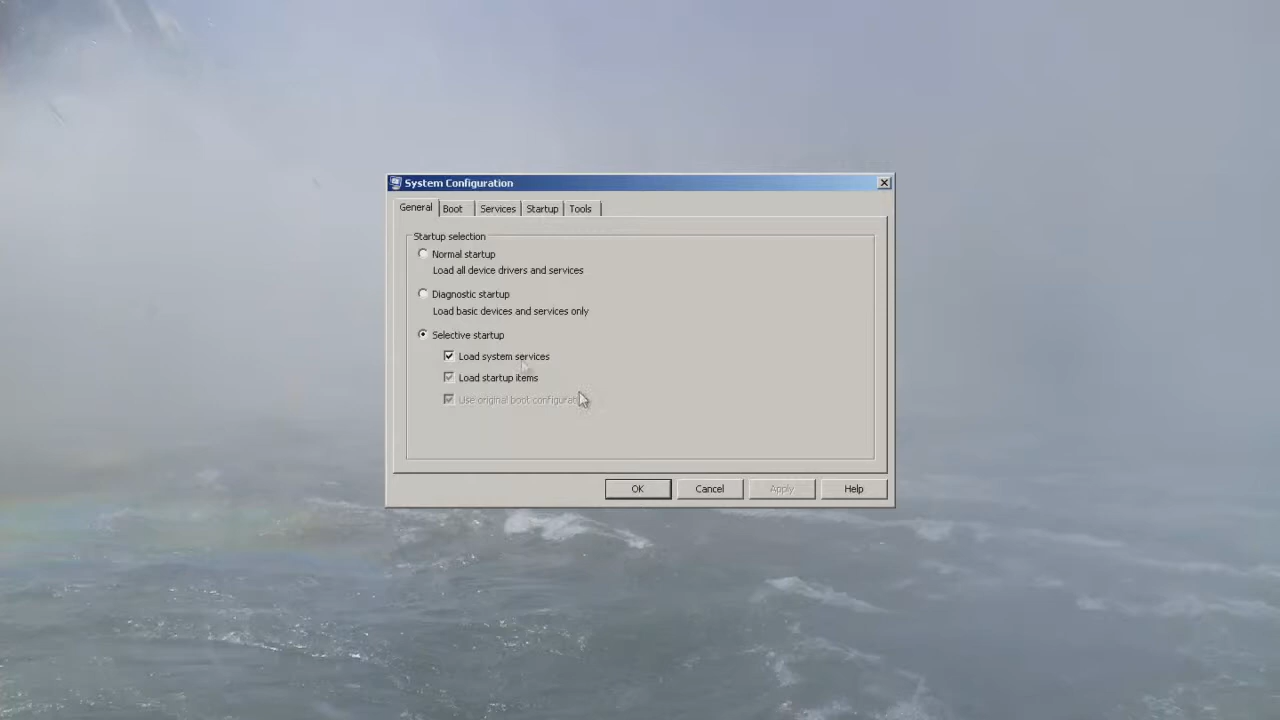 System Configuration
General Boot Services Startup Tools
Startup selection
Normal startup
Load all device drivers and services
Diagnostic startup
Load basic devices and services only
Selective startup
Load system services
Load startup items
Use original boot
OK Cancel Apply Help